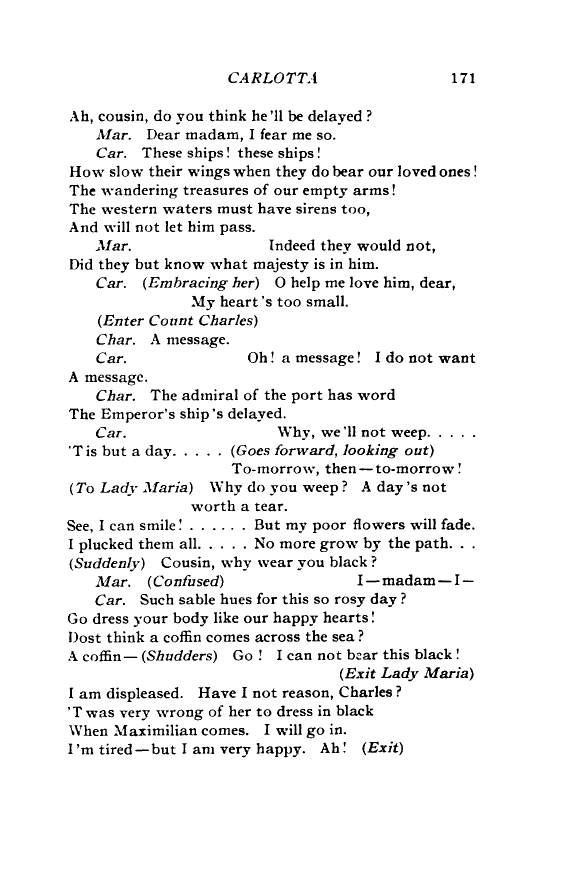 CARLOTTA 171
Ah, cousin, do you think he'll be delayed?
Mar. Dear madam, I fear me so.
Car. These ships! these ships!
How slow their wings when they do bear our loved ones!
The wandering treasures of our empty arms!
The western waters must have sirens too,
And will not let him pass.
Mar. Indeed they would not,
Did they but know what majesty is in him.
Car. (Embracing her) O help me love him, dear,
My heart's too small.
(Enter Count Charles)
Char. A message.
Car. Oh! a message! I do not want
A message.
Char. The admiral of the port has word
The Emperor's ship's delayed.
Car. Why, we'll not weep. . . . .
'Tis but a day. . . . . (Goes forward, looking out)
To-morrow, then—to-morrow!
(To Lady Maria) Why do you weep? A day's not
worth a tear.
See, I can smile! . . . . . . But my poor flowers will fade.
I plucked them all. . . . . No more grow by the path. . .
(Suddenly) Cousin, why wear you black?
Mar. (Confused) I—madam—I—
Car. Such sable hues for this so rosy day?
Go dress your body like our happy hearts!
Dost think a coffin comes across the sea?
A coffin—(Shudders) Go! I can not bear this black!
(Exit Lady Maria)
I am displeased. Have I not reason, Charles?
'Twas very wrong of her to dress in black
When Maximilian comes. I will go in.
I'm tired—but I am very happy. Ah! (Exit)